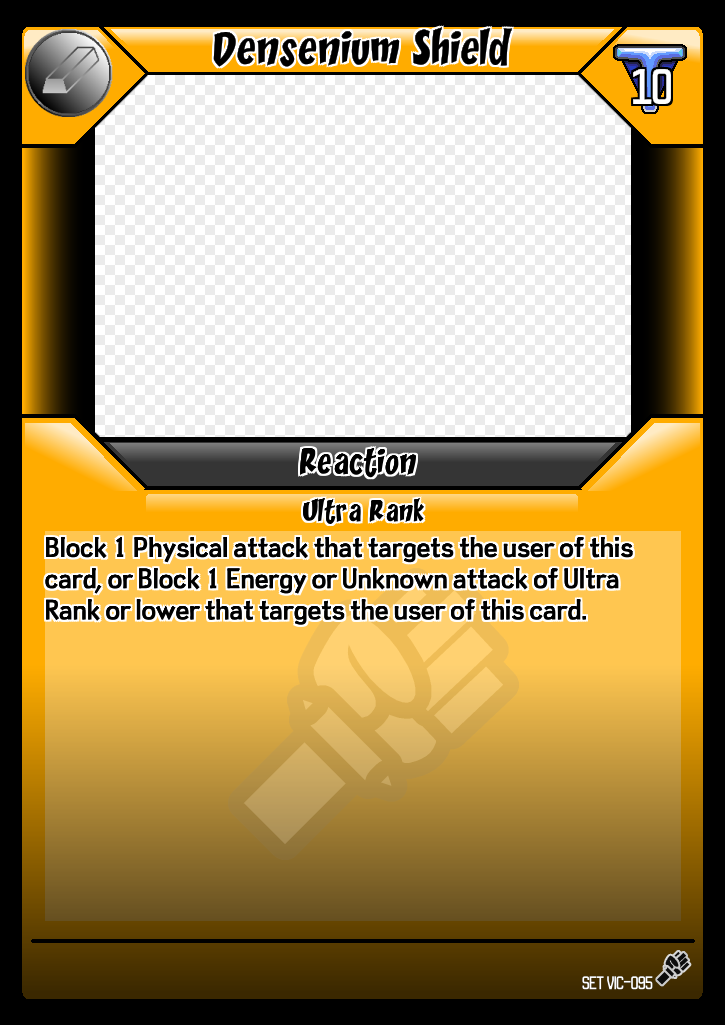 Densenium Shield
10
Reaction
Ultra Rank
Block 1 Physical attack that targets the user of this
card, or Block 1 Energy or Unknown attack of Ultra
Rank or lower that targets the user of this card.
SET VIC-095